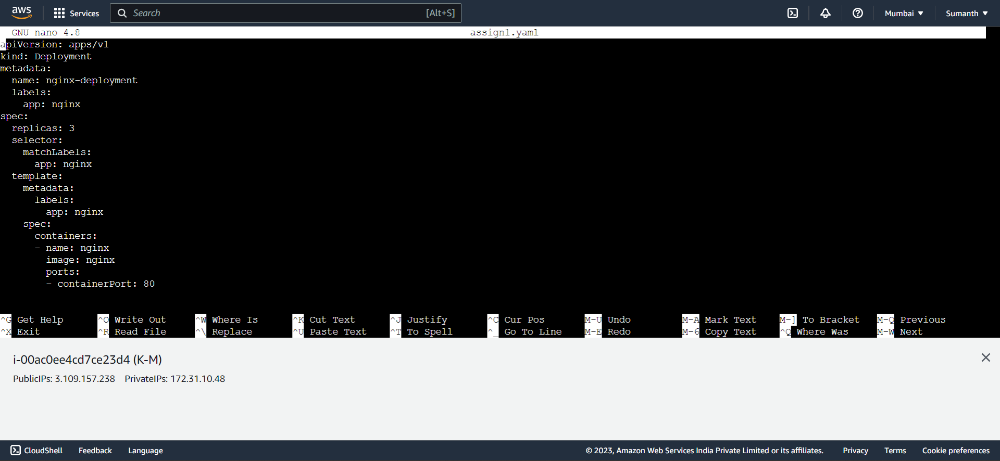 aws Services Search [Alt+S] Mumbai Sumanth
GNU nano 4.8 assign1.yaml
apiVersion: apps/v1
kind: Deployment
metadata:
  name: nginx-deployment
  labels:
    app: nginx
spec:
  replicas: 3
  selector:
    matchLabels:
      app: nginx
  template:
    metadata:
      labels:
        app: nginx
    spec:
      containers:
      - name: nginx
        image: nginx
        ports:
        - containerPort: 80
^G Get Help ^O Write Out ^W Where Is ^K Cut Text ^J Justify ^C Cur Pos M-U Undo M-A Mark Text M-] To Bracket M-Q Previous
^X Exit ^R Read File ^\ Replace ^U Paste Text ^T To Spell ^_ Go To Line M-E Redo M-6 Copy Text ^Q Where Was M-W Next
i-00ac0ee4cd7ce23d4 (K-M)
PublicIPs: 3.109.157.238 PrivateIPs: 172.31.10.48
CloudShell Feedback Language © 2023, Amazon Web Services India Private Limited or its affiliates. Privacy Terms Cookie preferences